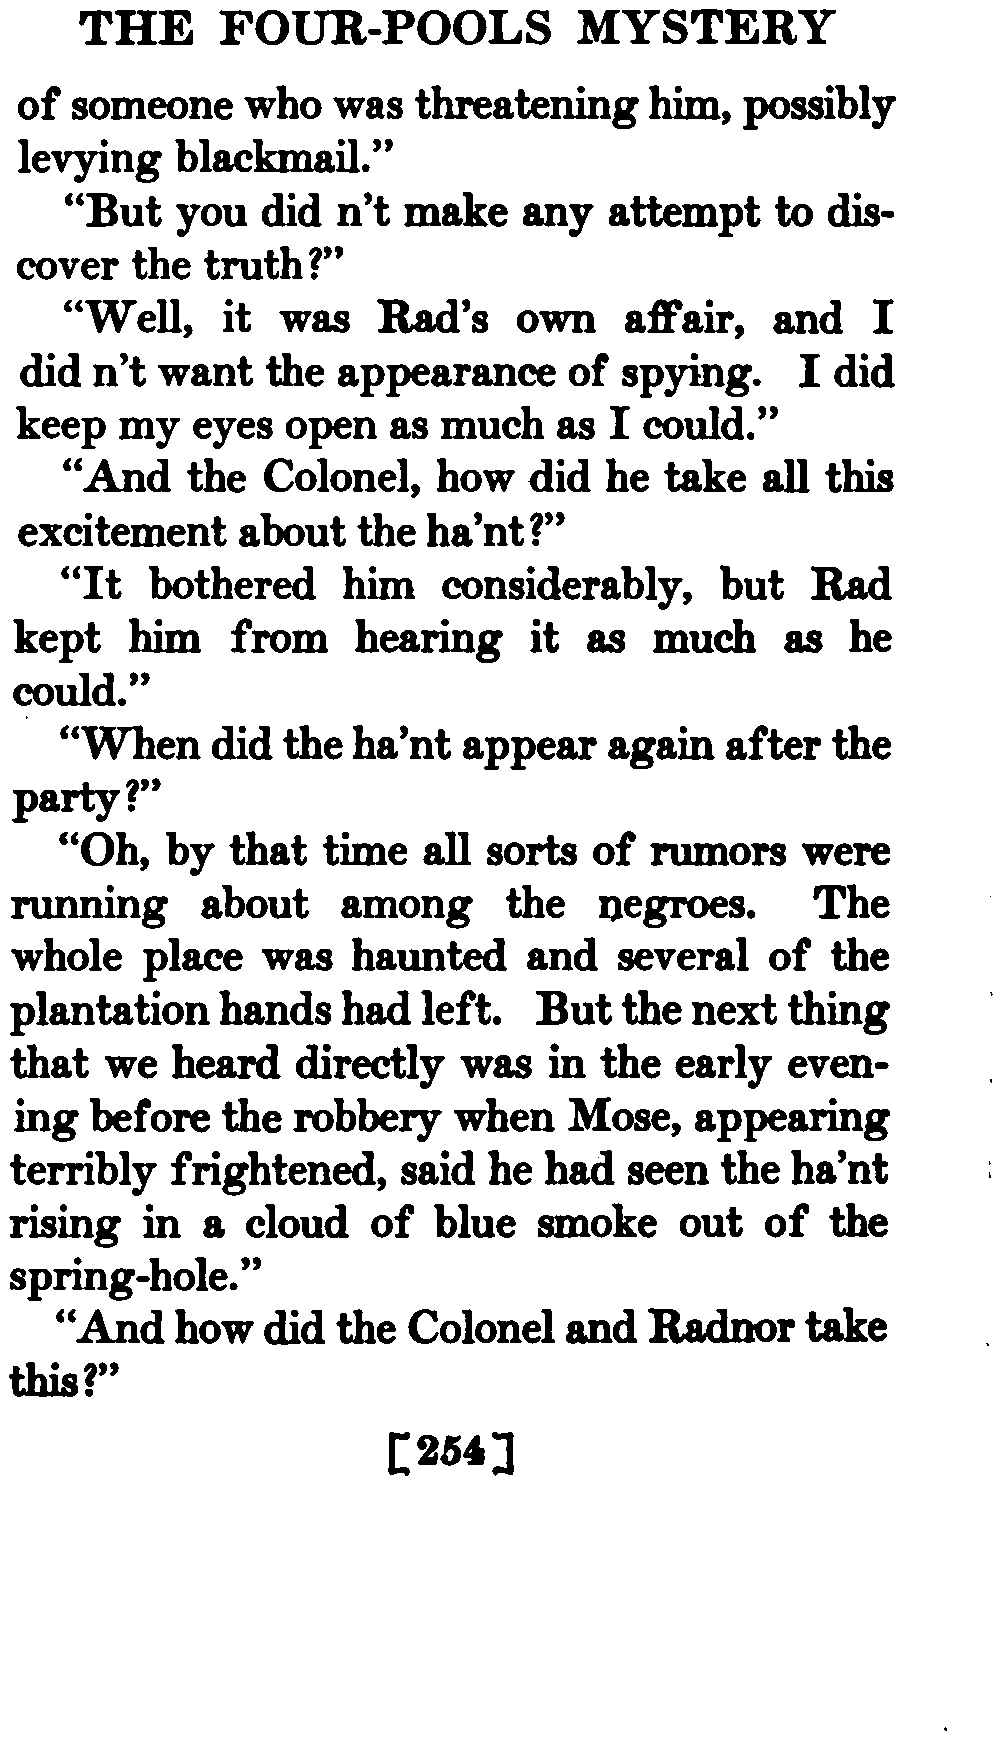 THE FOUR-POOLS MYSTERY
of someone who was threatening him, possibly
levying blackmail."
"But you did n't make any attempt to dis-
cover the truth?"
"Well, it was Rad's own affair, and I
did n't want the appearance of spying. I did
keep my eyes open as much as I could."
"And the Colonel, how did he take all this
excitement about the ha'nt?"
"It bothered him considerably, but Rad
kept him from hearing it as much as he
could."
"When did the ha'nt appear again after the
party?"
"Oh, by that time all sorts of rumors were
running about among the negroes. The
whole place was haunted and several of the
plantation hands had left. But the next thing
that we heard directly was in the early even-
ing before the robbery when Mose, appearing
terribly frightened, said he had seen the ha'nt
rising in a cloud of blue smoke out of the
spring-hole."
"And how did the Colonel and Radnor take
this?"
[254]